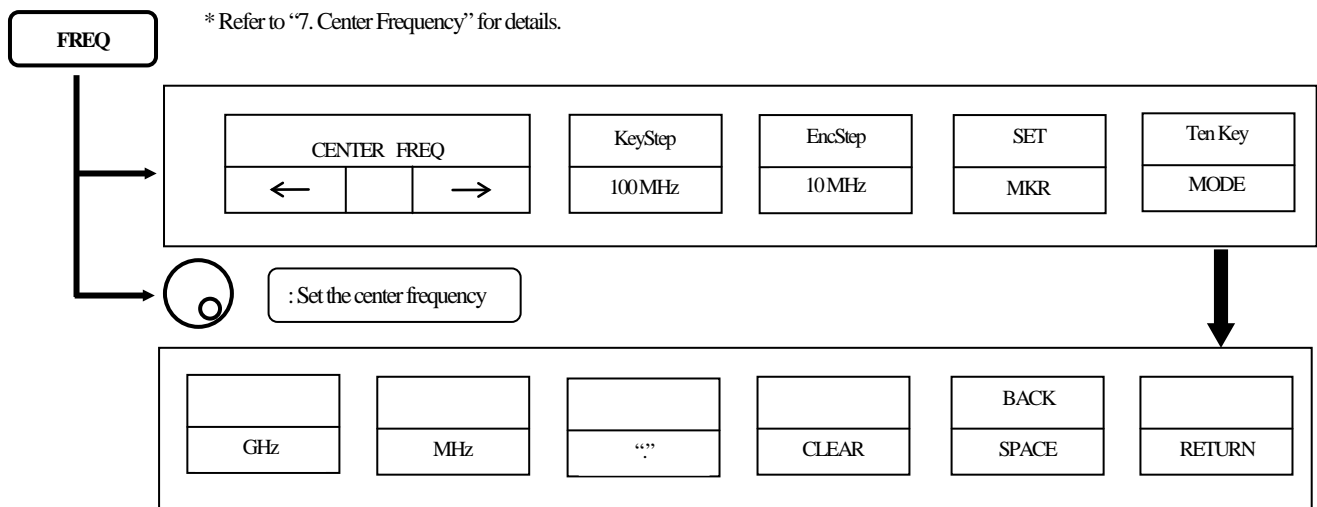 * Refer to “7. Center Frequency” for details.
FREQ
CENTER FREQ
← →
KeyStep
100 MHz
EncStep
10 MHz
SET
MKR
Ten Key
MODE
: Set the center frequency
GHz
MHz
“.”
CLEAR
BACK
SPACE
RETURN